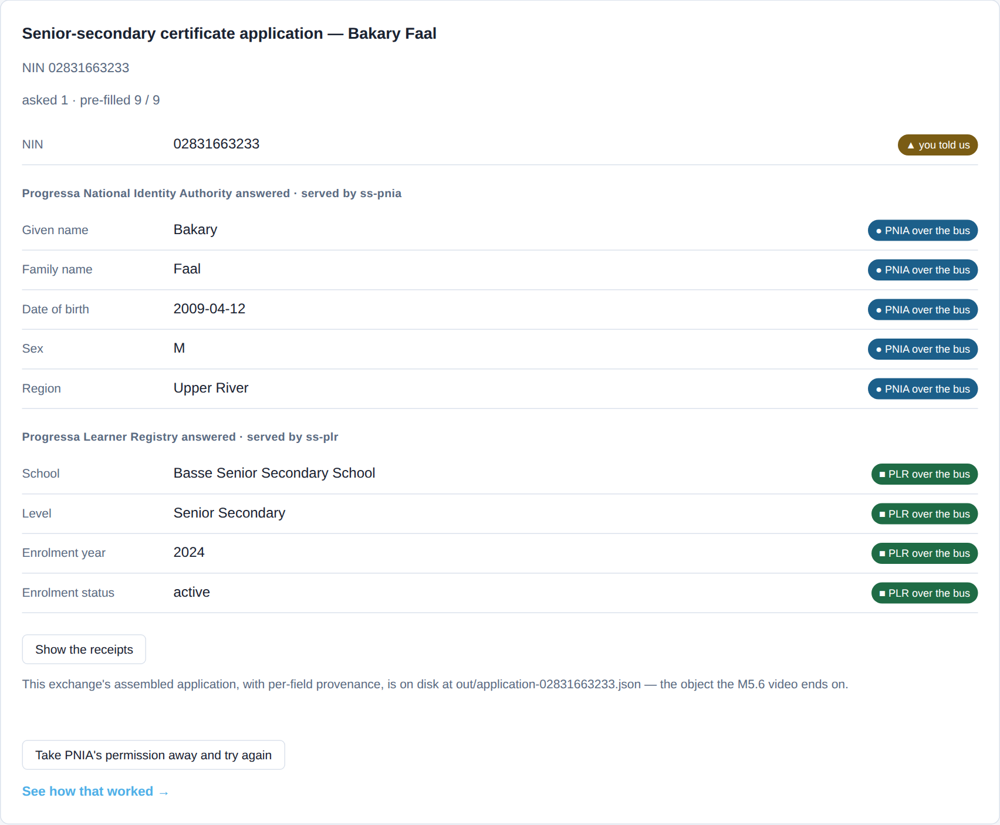 Senior-secondary certificate application — Bakary Faal
NIN 02831663233
asked 1 · pre-filled 9 / 9
NIN 02831663233 ▲ you told us
Progressa National Identity Authority answered · served by ss-pnia
Given name Bakary ● PNIA over the bus
Family name Faal ● PNIA over the bus
Date of birth 2009-04-12 ● PNIA over the bus
Sex M ● PNIA over the bus
Region Upper River ● PNIA over the bus
Progressa Learner Registry answered · served by ss-plr
School Basse Senior Secondary School ■ PLR over the bus
Level Senior Secondary ■ PLR over the bus
Enrolment year 2024 ■ PLR over the bus
Enrolment status active ■ PLR over the bus
Show the receipts
This exchange's assembled application, with per-field provenance, is on disk at out/application-02831663233.json — the object the M5.6 video ends on.
Take PNIA's permission away and try again
See how that worked →